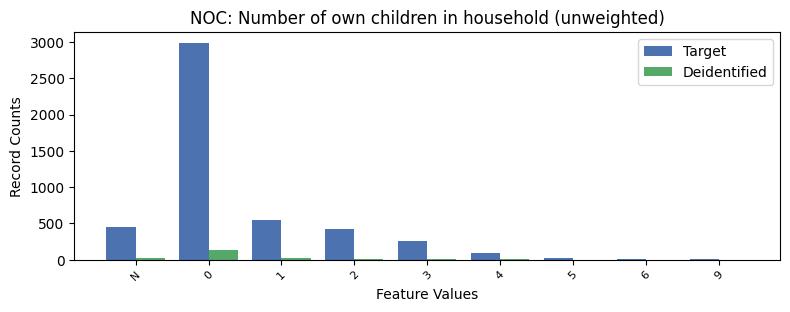 NOC: Number of own children in household (unweighted)
Target
Deidentified
Record Counts
3000
2500
2000
1500
1000
500
0
N 0 1 2 3 4 5 6 9
Feature Values